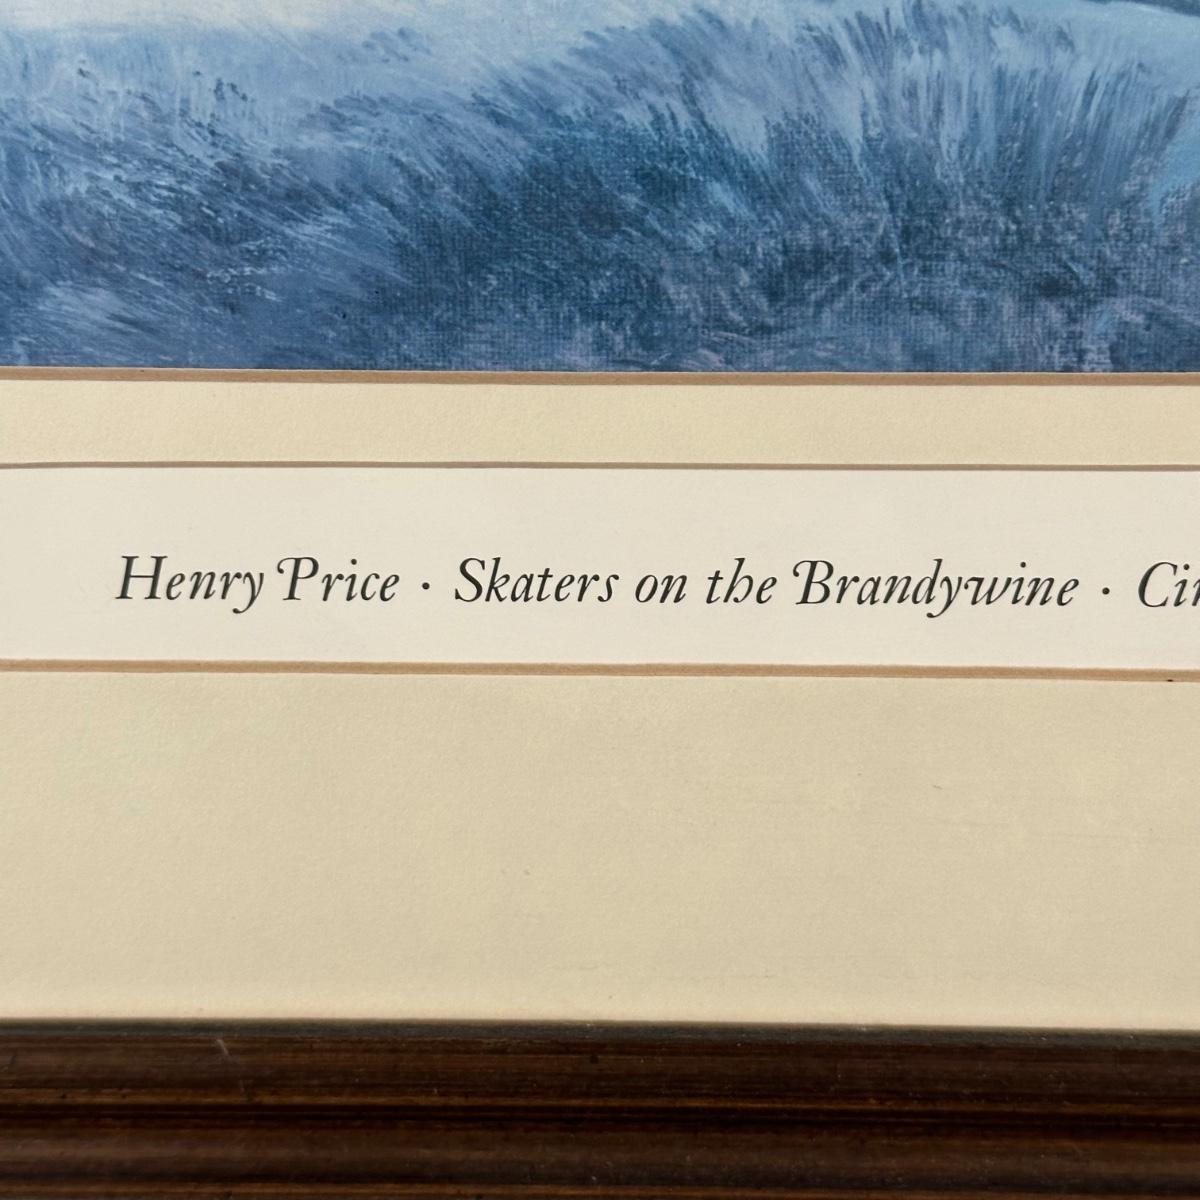 Henry Price · Skaters on the Brandywine ·